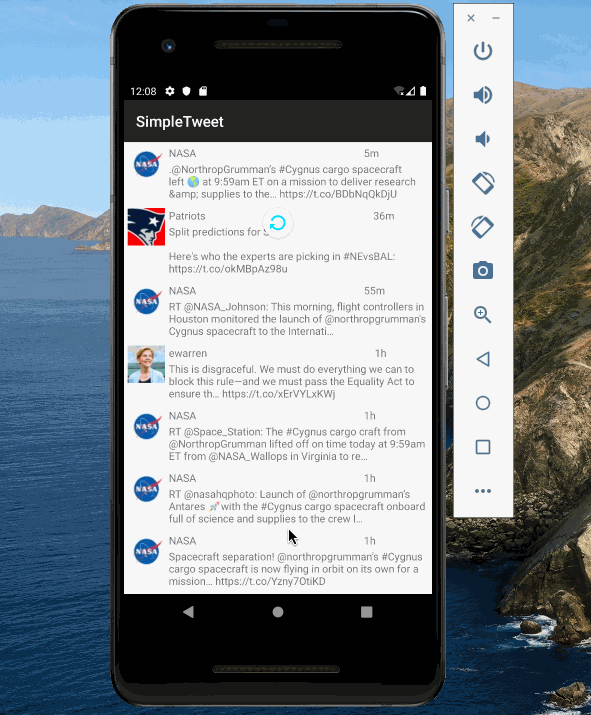 12:08
SimpleTweet
NASA 5m
.@NorthropGrumman's #Cygnus cargo spacecraft
left 🌎 at 9:59am ET on a mission to deliver research
&amp; supplies to the... https://t.co/BDbNqQkDjU
Patriots 36m
Split predictions for
Here's who the experts are picking in #NEvsBAL:
https://t.co/okMBpAz98u
NASA 55m
RT @NASA_Johnson: This morning, flight controllers in
Houston monitored the launch of @northropgrumman's
Cygnus spacecraft to the Internati...
ewarren 1h
This is disgraceful. We must do everything we can to
block this rule—and we must pass the Equality Act to
ensure th... https://t.co/xErVYLxKWj
NASA 1h
RT @Space_Station: The #Cygnus cargo craft from
@NorthropGrumman lifted off on time today at 9:59am
ET from @NASA_Wallops in Virginia to re...
NASA 1h
RT @nasahqphoto: Launch of @northropgrumman's
Antares 🚀 with the #Cygnus cargo spacecraft onboard
full of science and supplies to the crew I...
NASA 1h
Spacecraft separation! @northropgrumman's #Cygnus
cargo spacecraft is now flying in orbit on its own for a
mission... https://t.co/Yzny7OtiKD